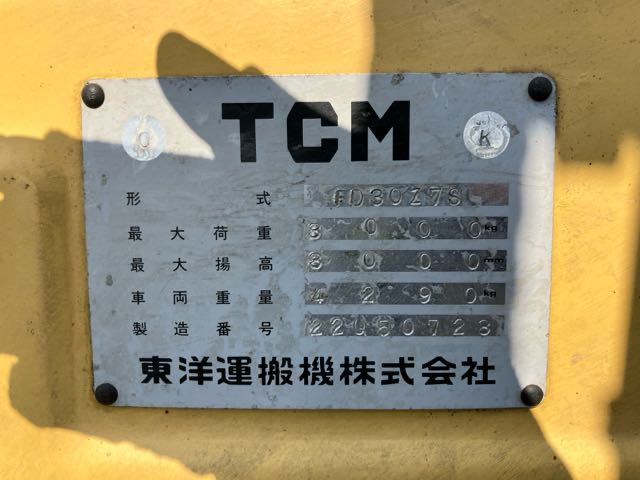 TCM
O K
形式 FD30Z7S
最大荷重 3000kg
最大揚高 3000mm
車両重量 4290kg
製造番号 22950723
東洋運搬機株式会社